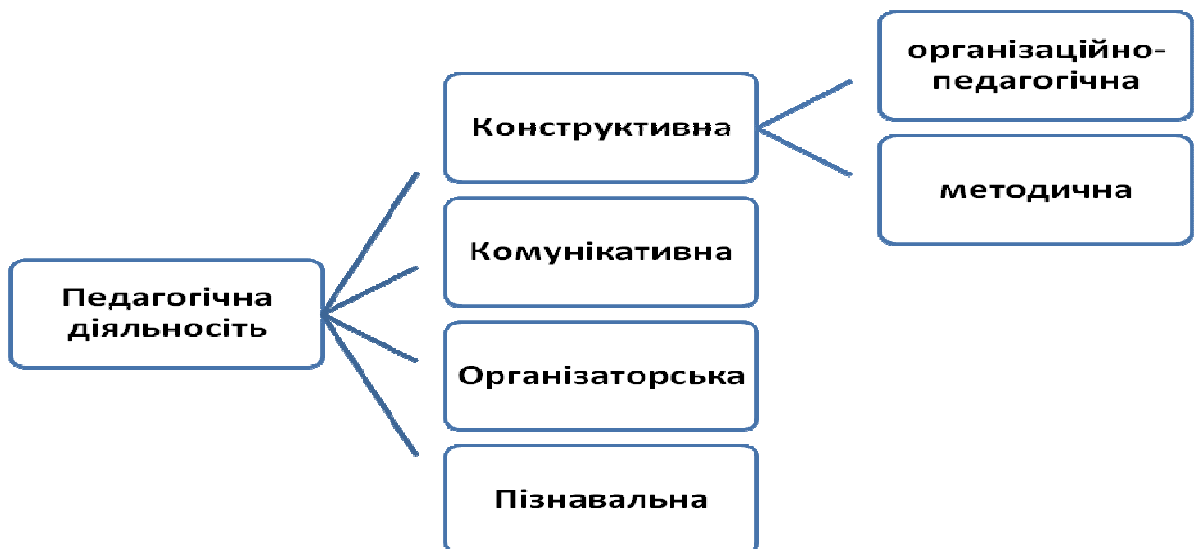 Педагогічна
діяльносіть
Конструктивна
Комунікативна
Організаторська
Пізнавальна
організаційно-
педагогічна
методична